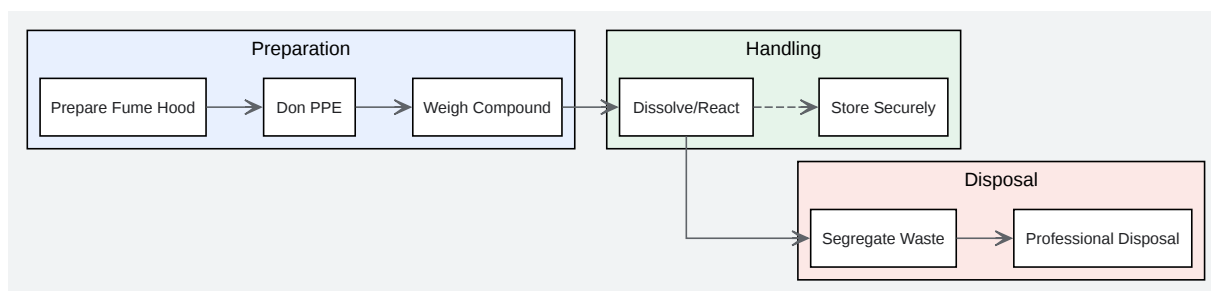 Preparation
Prepare Fume Hood
Don PPE
Weigh Compound
Handling
Dissolve/React
Store Securely
Disposal
Segregate Waste
Professional Disposal